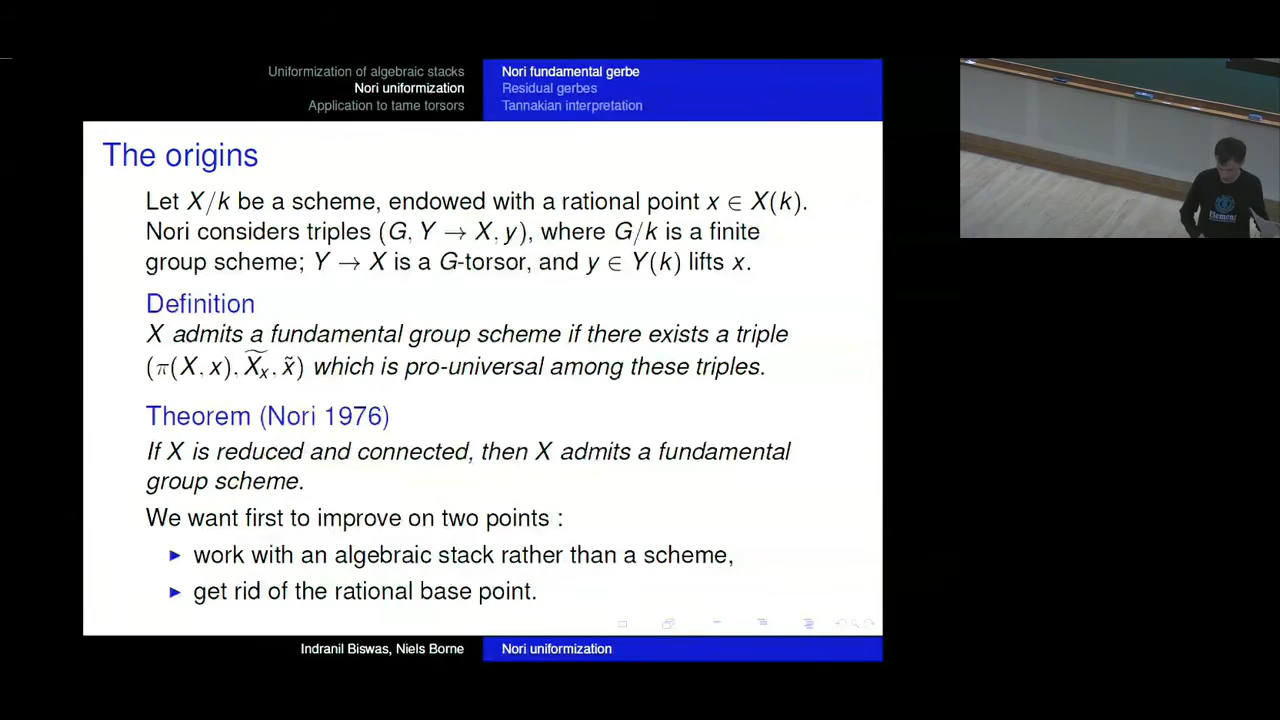 Uniformization of algebraic stacks
Nori uniformization
Application to tame torsors
Nori fundamental gerbe
Residual gerbes
Tannakian interpretation
The origins
Let X/k be a scheme, endowed with a rational point x ∈ X(k).
Nori considers triples (G, Y → X, y), where G/k is a finite
group scheme; Y → X is a G-torsor, and y ∈ Y(k) lifts x.
Definition
X admits a fundamental group scheme if there exists a triple
(π(X, x), X̃ₓ, x̃) which is pro-universal among these triples.
Theorem (Nori 1976)
If X is reduced and connected, then X admits a fundamental
group scheme.
We want first to improve on two points :
► work with an algebraic stack rather than a scheme,
► get rid of the rational base point.
Indranil Biswas, Niels Borne
Nori uniformization
Element